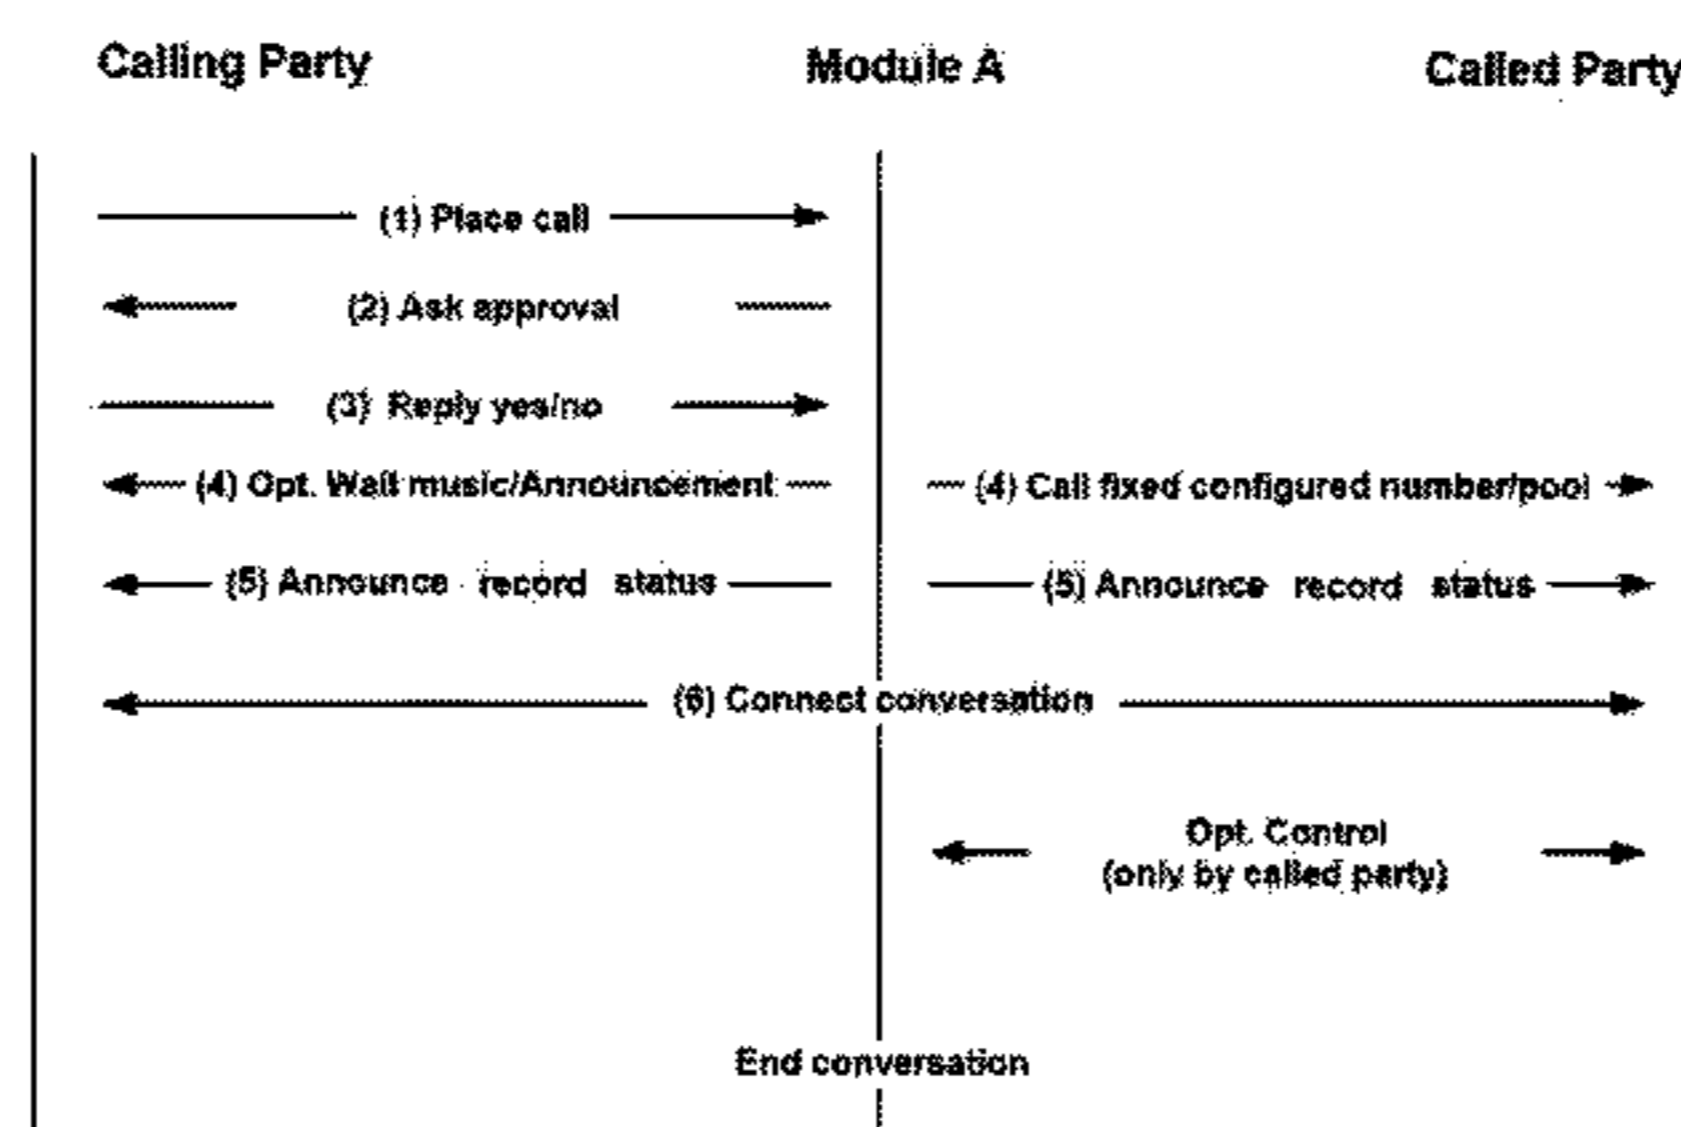 Calling Party
Module A
Called Party
(1) Place call
(2) Ask approval
(3) Reply yes/no
(4) Opt. Wait music/Announcement
(4) Call fixed configured number/pool
(5) Announce record status
(5) Announce record status
(6) Connect conversation
Opt. Control
(only by called party)
End conversation